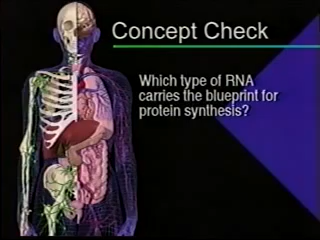 Concept Check
Which type of RNA
carries the blueprint for
protein synthesis?